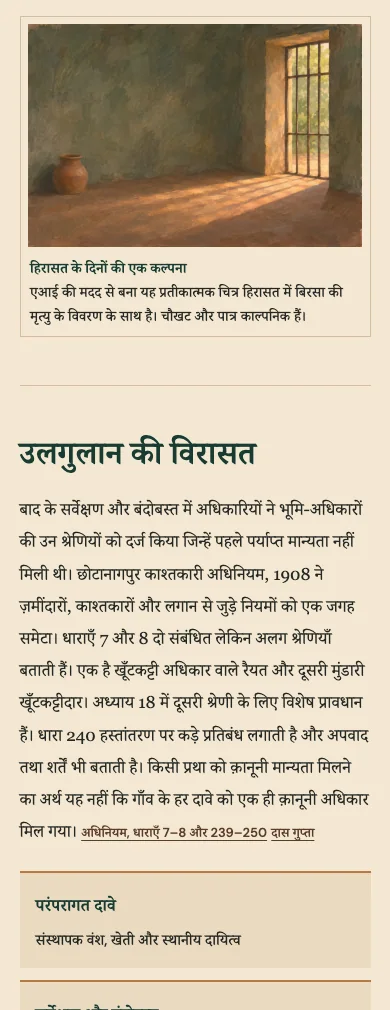 हिरासत के दिनों की एक कल्पना
एआई की मदद से बना यह प्रतीकात्मक चित्र हिरासत में बिरसा की
मृत्यु के विवरण के साथ है। चौखट और पात्र काल्पनिक हैं।
उलगुलान की विरासत
बाद के सर्वेक्षण और बंदोबस्त में अधिकारियों ने भूमि-अधिकारों
की उन श्रेणियों को दर्ज किया जिन्हें पहले पर्याप्त मान्यता नहीं
मिली थी। छोटानागपुर काश्तकारी अधिनियम, 1908 ने
ज़मींदारों, काश्तकारों और लगान से जुड़े नियमों को एक जगह
समेटा। धाराएँ 7 और 8 दो संबंधित लेकिन अलग श्रेणियाँ
बताती हैं। एक है खूँटकट्टी अधिकार वाले रैयत और दूसरी मुंडारी
खूँटकट्टीदार। अध्याय 18 में दूसरी श्रेणी के लिए विशेष प्रावधान
हैं। धारा 240 हस्तांतरण पर कड़े प्रतिबंध लगाती है और अपवाद
तथा शर्तें भी बताती है। किसी प्रथा को क़ानूनी मान्यता मिलने
का अर्थ यह नहीं कि गाँव के हर दावे को एक ही क़ानूनी अधिकार
मिल गया। अधिनियम, धाराएँ 7–8 और 239–250 दास गुप्ता
परंपरागत दावे
संस्थापक वंश, खेती और स्थानीय दायित्व